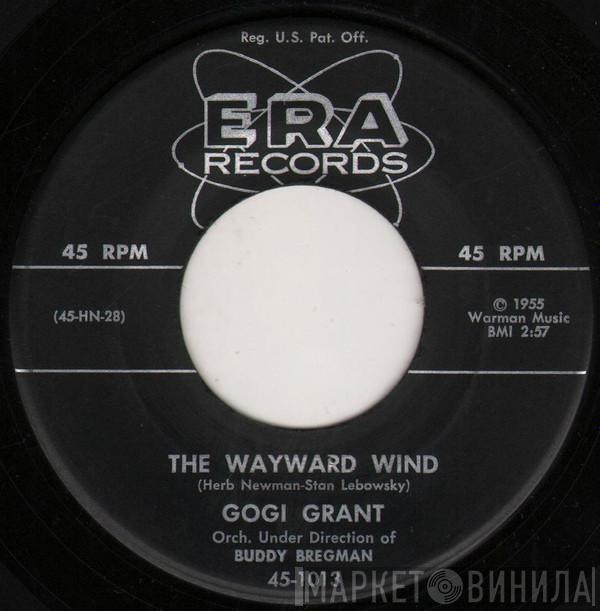 Reg. U.S. Pat. Off.
ERA
RECORDS
45 RPM
45 RPM
(45-HN-28)
© 1955
Warman Music
BMI 2:57
THE WAYWARD WIND
(Herb Newman-Stan Lebowsky)
GOGI GRANT
Orch. Under Direction of
BUDDY BREGMAN
45-1013
МАРКЕТ ВИНИЛА